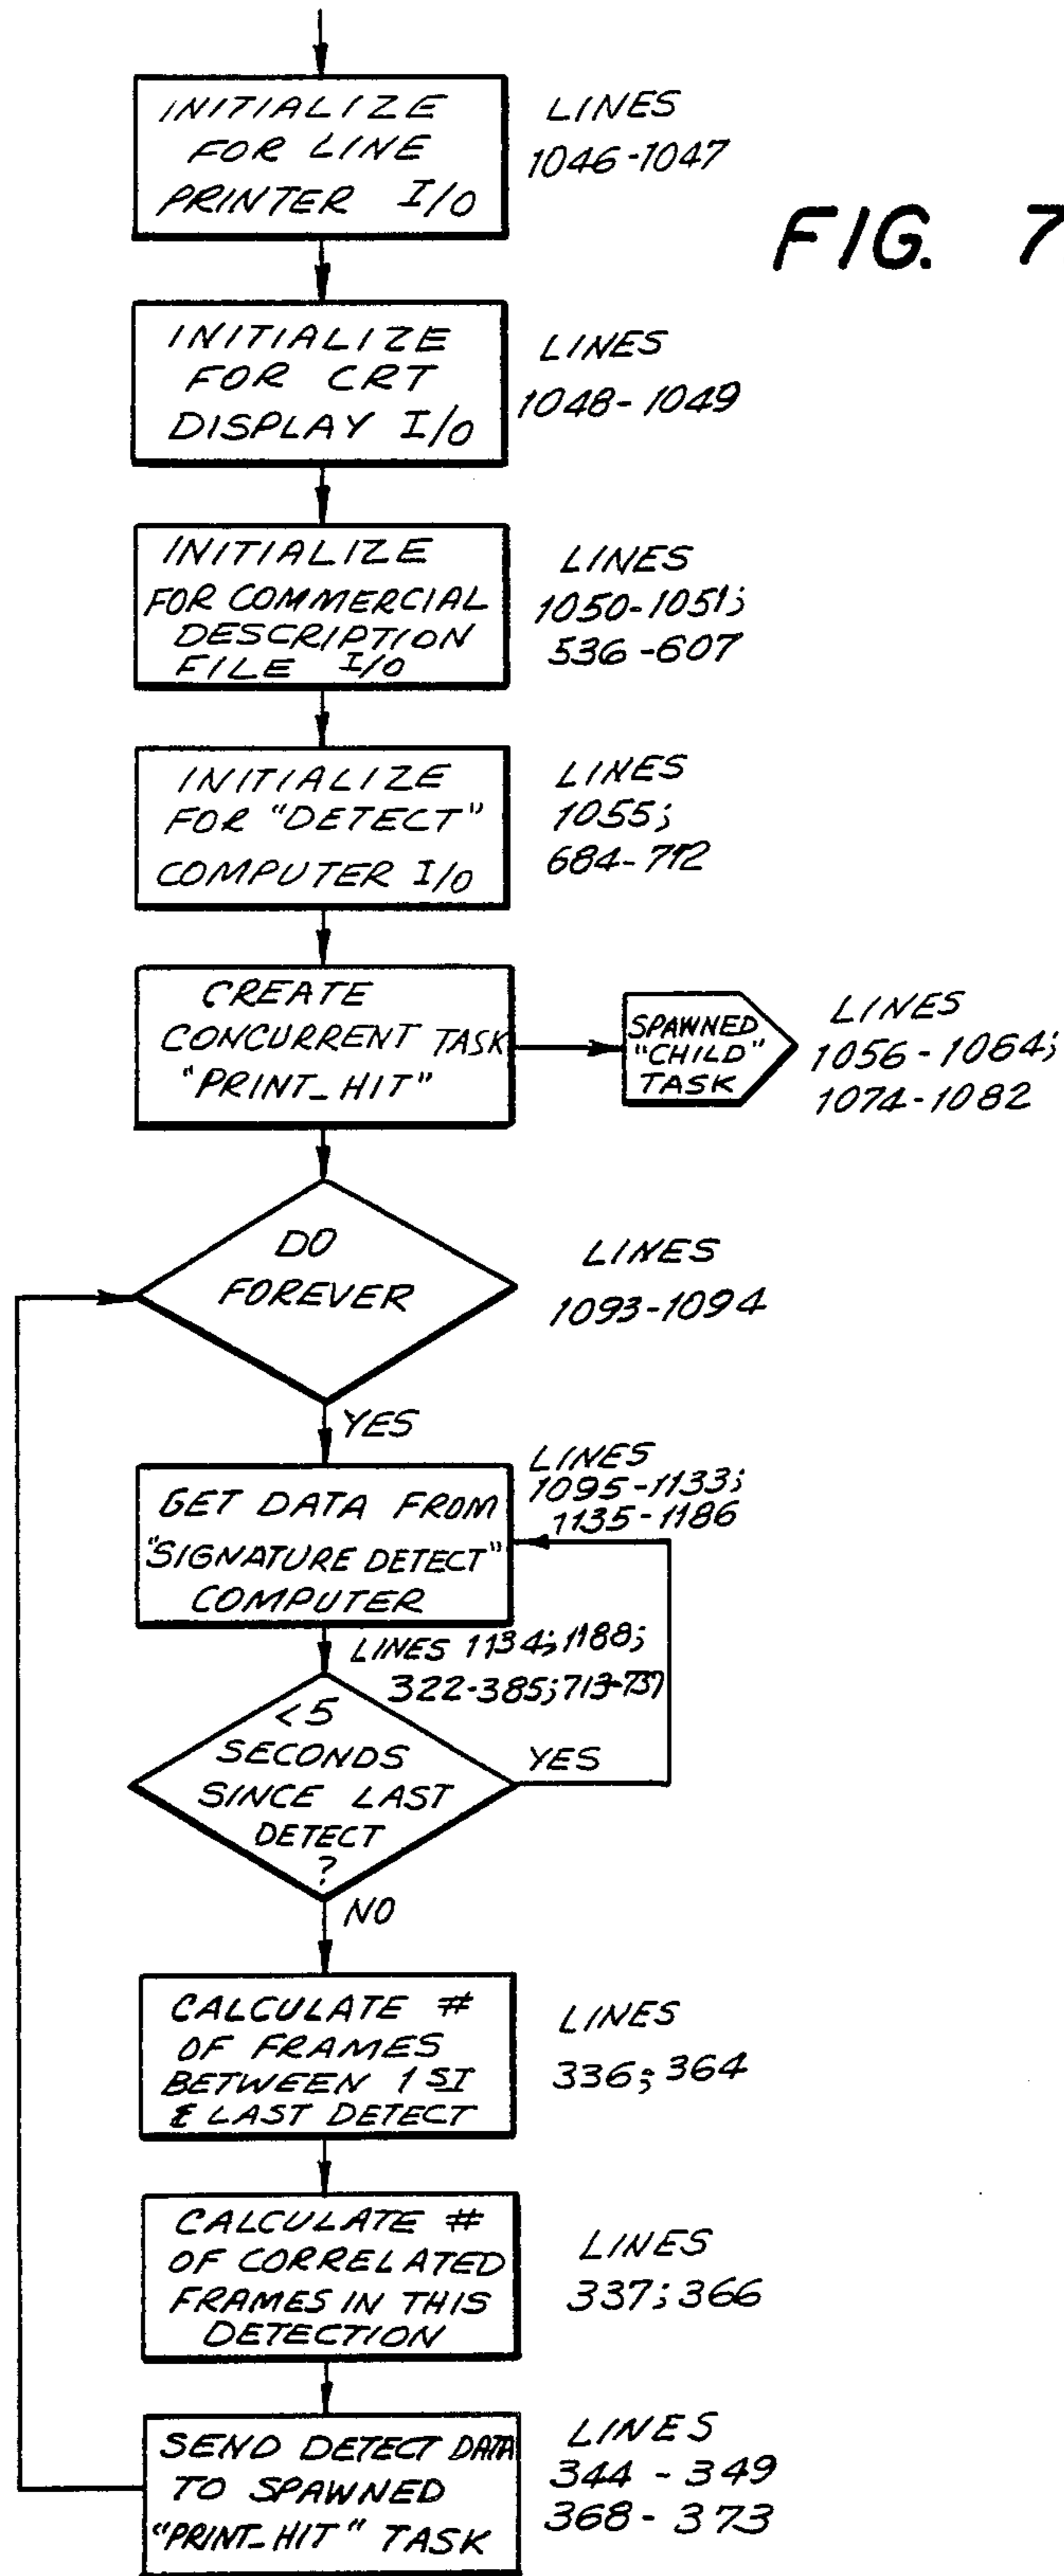 INITIALIZE
FOR LINE
PRINTER I/O
LINES
1046-1047
FIG. 7
INITIALIZE
FOR CRT
DISPLAY I/O
LINES
1048-1049
INITIALIZE
FOR COMMERCIAL
DESCRIPTION
FILE I/O
LINES
1050-1051;
536-607
INITIALIZE
FOR "DETECT"
COMPUTER I/O
LINES
1055;
684-712
CREATE
CONCURRENT TASK
"PRINT_HIT"
SPAWNED
"CHILD"
TASK
LINES
1056-1064;
1074-1082
DO
FOREVER
LINES
1093-1094
YES
GET DATA FROM
"SIGNATURE DETECT"
COMPUTER
LINES
1095-1133;
1135-1186
LINES 1134; 1188;
322-385; 713-737
<5
SECONDS
SINCE LAST
DETECT
?
YES
NO
CALCULATE #
OF FRAMES
BETWEEN 1ST
& LAST DETECT
LINES
336; 364
CALCULATE #
OF CORRELATED
FRAMES IN THIS
DETECTION
LINES
337; 366
SEND DETECT DATA
TO SPAWNED
"PRINT_HIT" TASK
LINES
344-349
368-373